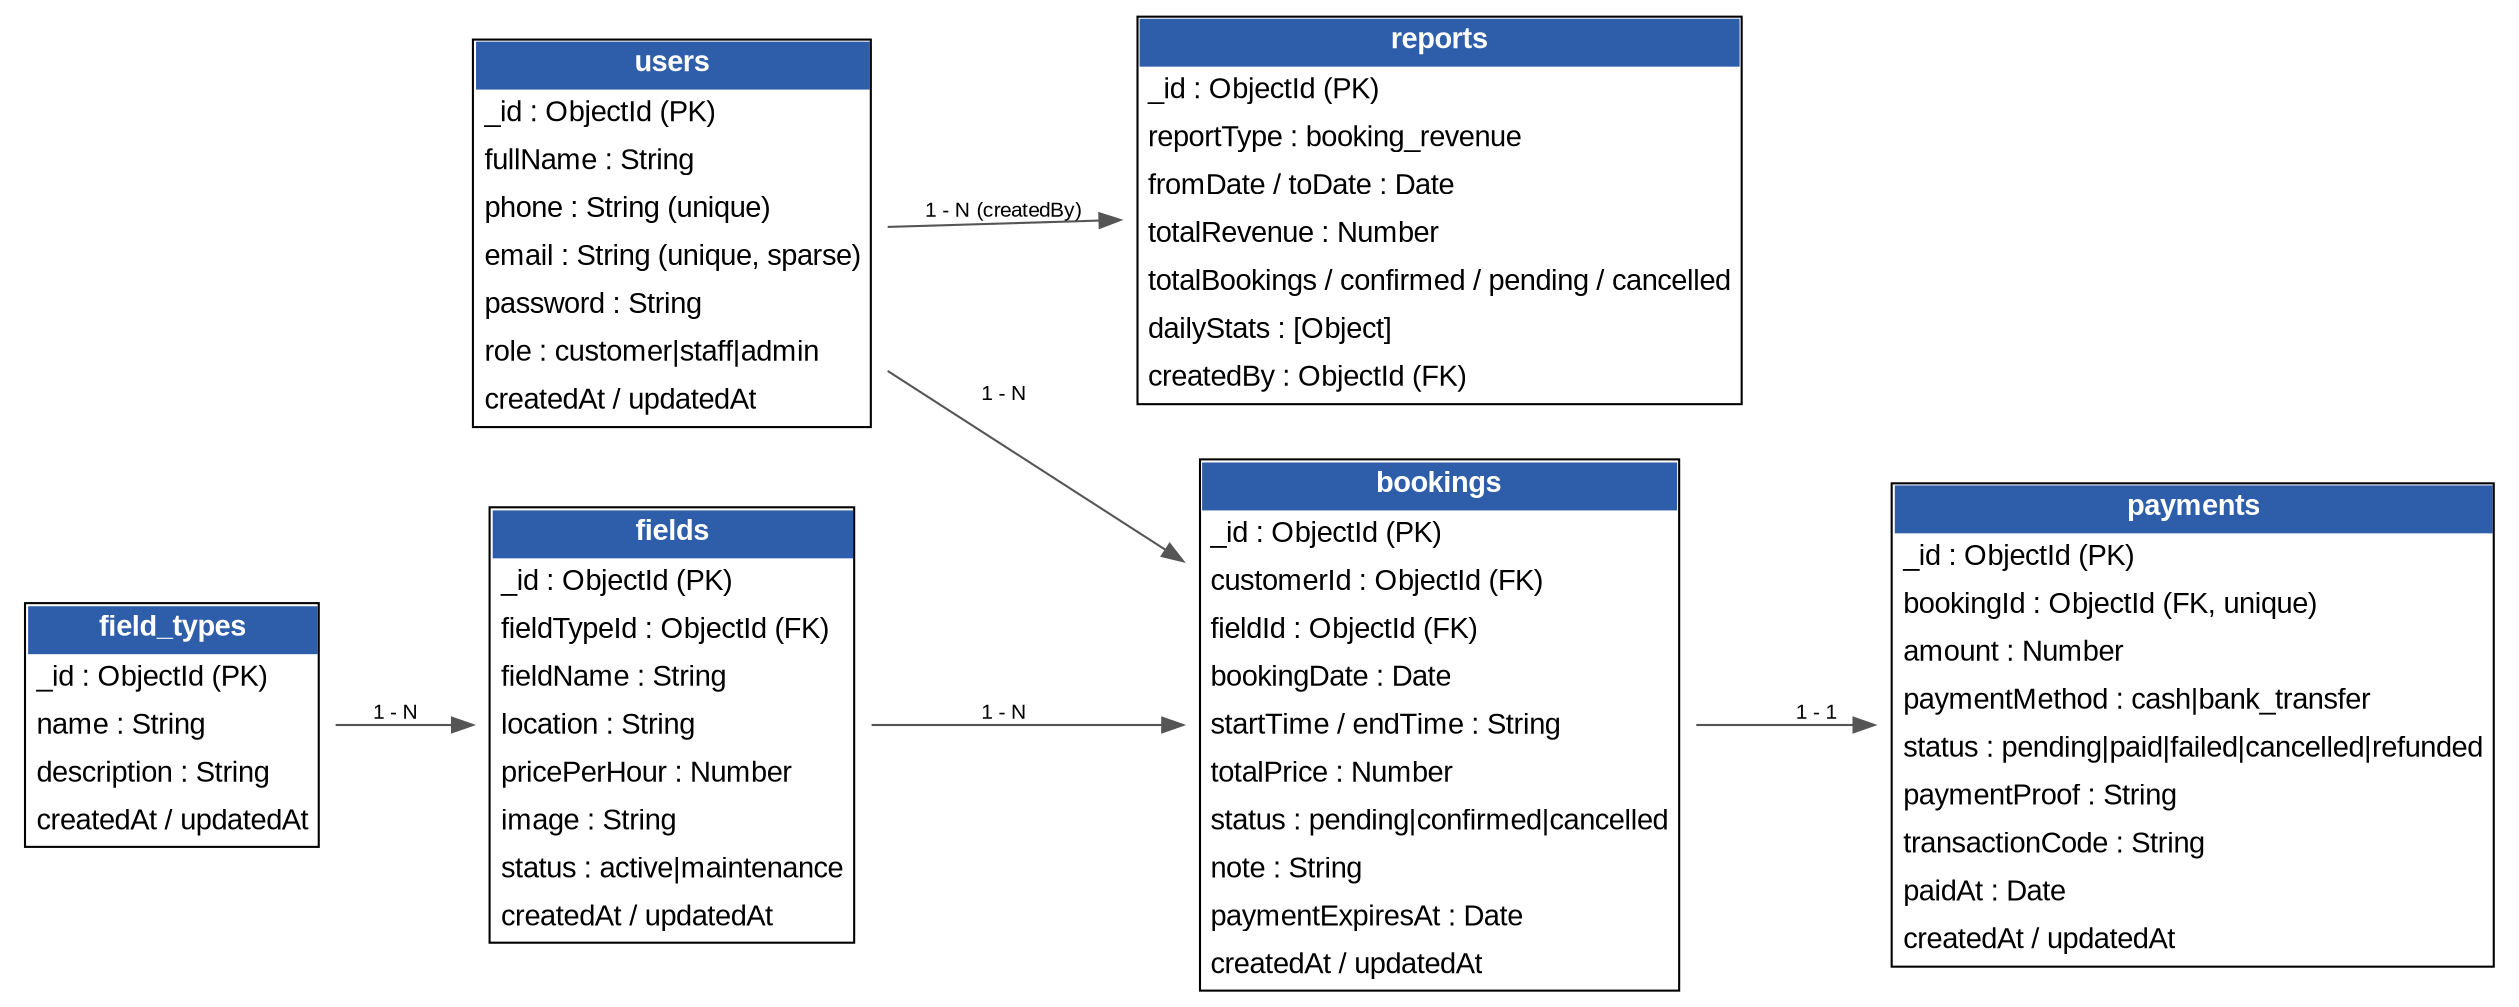 users
_id : ObjectId (PK)
fullName : String
phone : String (unique)
email : String (unique, sparse)
password : String
role : customer|staff|admin
createdAt / updatedAt
1 - N (createdBy)
reports
_id : ObjectId (PK)
reportType : booking_revenue
fromDate / toDate : Date
totalRevenue : Number
totalBookings / confirmed / pending / cancelled
dailyStats : [Object]
createdBy : ObjectId (FK)
1 - N
field_types
_id : ObjectId (PK)
name : String
description : String
createdAt / updatedAt
1 - N
fields
_id : ObjectId (PK)
fieldTypeId : ObjectId (FK)
fieldName : String
location : String
pricePerHour : Number
image : String
status : active|maintenance
createdAt / updatedAt
1 - N
bookings
_id : ObjectId (PK)
customerId : ObjectId (FK)
fieldId : ObjectId (FK)
bookingDate : Date
startTime / endTime : String
totalPrice : Number
status : pending|confirmed|cancelled
note : String
paymentExpiresAt : Date
createdAt / updatedAt
1 - 1
payments
_id : ObjectId (PK)
bookingId : ObjectId (FK, unique)
amount : Number
paymentMethod : cash|bank_transfer
status : pending|paid|failed|cancelled|refunded
paymentProof : String
transactionCode : String
paidAt : Date
createdAt / updatedAt